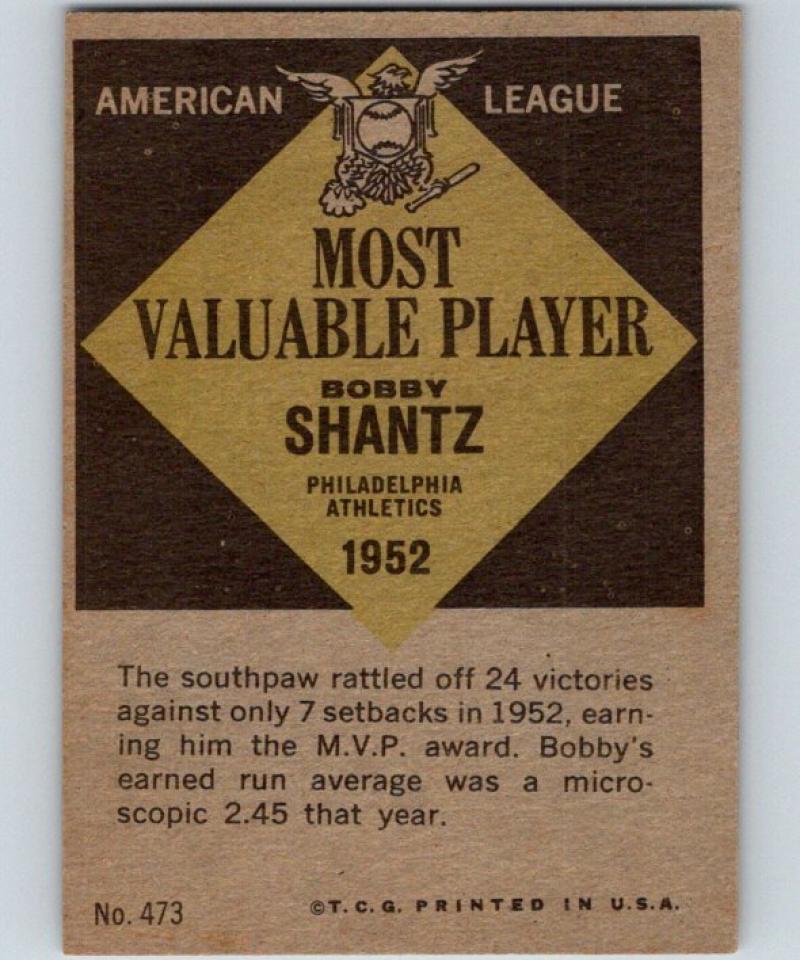 AMERICAN LEAGUE
MOST
VALUABLE PLAYER
BOBBY
SHANTZ
PHILADELPHIA
ATHLETICS
1952
The southpaw rattled off 24 victories
against only 7 setbacks in 1952, earn-
ing him the M.V.P. award. Bobby's
earned run average was a micro-
scopic 2.45 that year.
No. 473 ©T.C.G. PRINTED IN U.S.A.